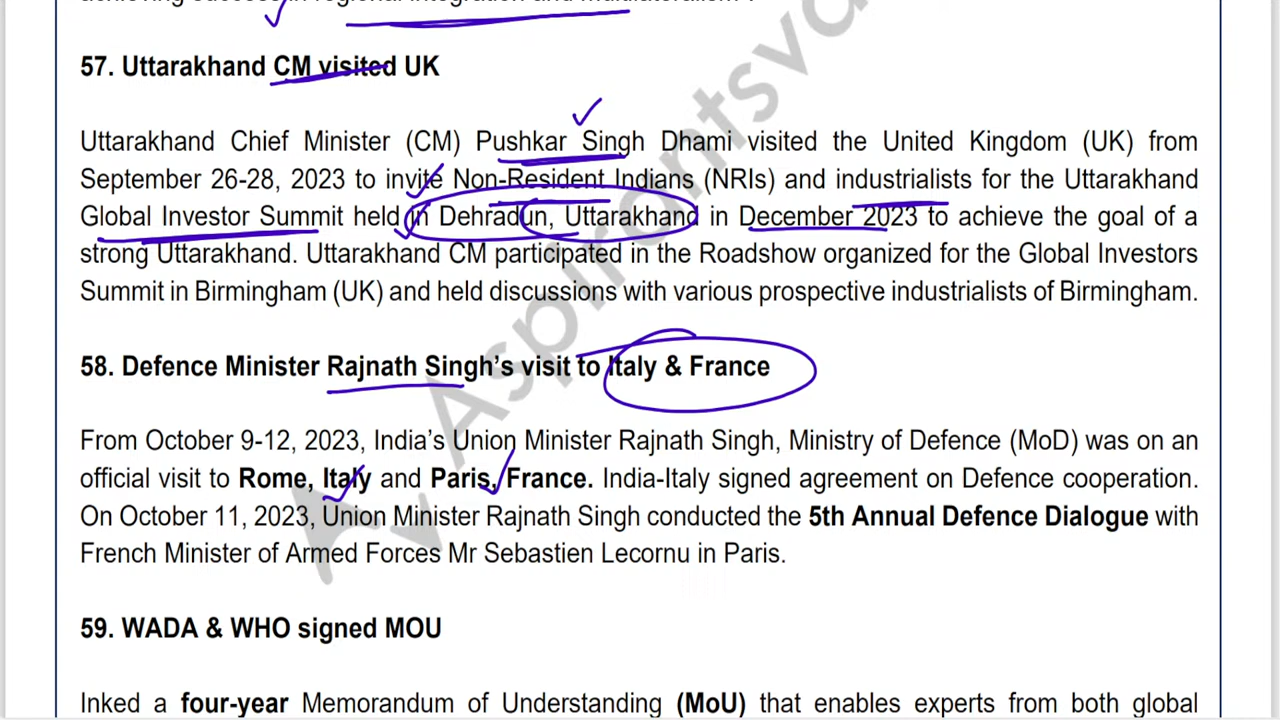 achieving success in regional integration and multilateralism".
57. Uttarakhand CM visited UK
Uttarakhand Chief Minister (CM) Pushkar Singh Dhami visited the United Kingdom (UK) from
September 26-28, 2023 to invite Non-Resident Indians (NRIs) and industrialists for the Uttarakhand
Global Investor Summit held in Dehradun, Uttarakhand in December 2023 to achieve the goal of a
strong Uttarakhand. Uttarakhand CM participated in the Roadshow organized for the Global Investors
Summit in Birmingham (UK) and held discussions with various prospective industrialists of Birmingham.
58. Defence Minister Rajnath Singh's visit to Italy & France
From October 9-12, 2023, India's Union Minister Rajnath Singh, Ministry of Defence (MoD) was on an
official visit to Rome, Italy and Paris, France. India-Italy signed agreement on Defence cooperation.
On October 11, 2023, Union Minister Rajnath Singh conducted the 5th Annual Defence Dialogue with
French Minister of Armed Forces Mr Sebastien Lecornu in Paris.
59. WADA & WHO signed MOU
Inked a four-year Memorandum of Understanding (MoU) that enables experts from both global